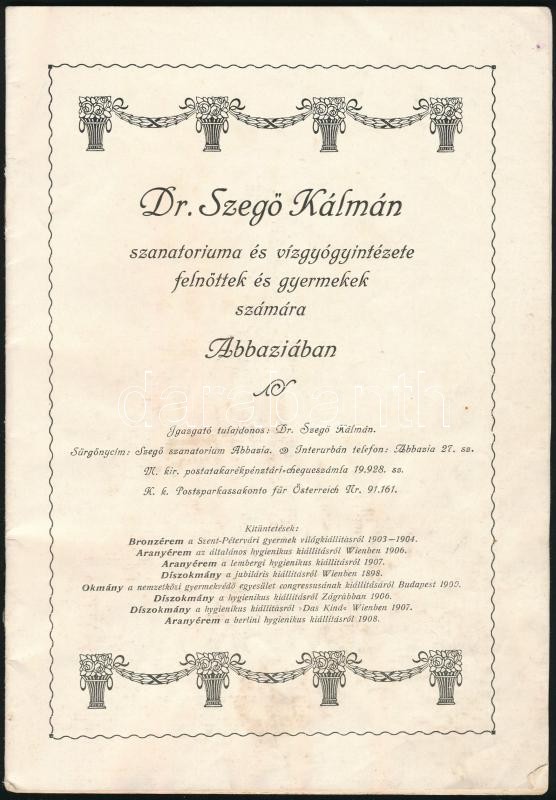 Dr. Szegö Kálmán
szanatoriuma és vízgyógyintézete
felnöttek és gyermekek
számára
Abbaziában
Igazgató tulajdonos: Dr. Szegö Kálmán.
Sürgönycím: Szegö szanatorium Abbazia. Interurbán telefon: Abbazia 27. sz.
M. kir. postatakarékpénztári-chequeszámla 19,928. sz.
K. k. Postsparkassakonto für Österreich Nr. 91.161.
Kitüntetések:
Bronzérem a Szent-Pétervári gyermek világkiállításról 1903—1904.
Aranyérem az általános hygienikus kiállításról Wienben 1906.
Aranyérem a lembergi hygienikus kiállításról 1907.
Díszokmány a jubiláris kiállításról Wienben 1898.
Okmány a nemzetközi gyermekvédő egyesület congressusának kiállításáról Budapest
Díszokmány a hygienikus kiállításról Zágrábban 1906.
Díszokmány a hygienikus kiállításról ›Das Kind‹ Wienben 1907.
Aranyérem a berlini hygienikus kiállításról 1908.
darabanth